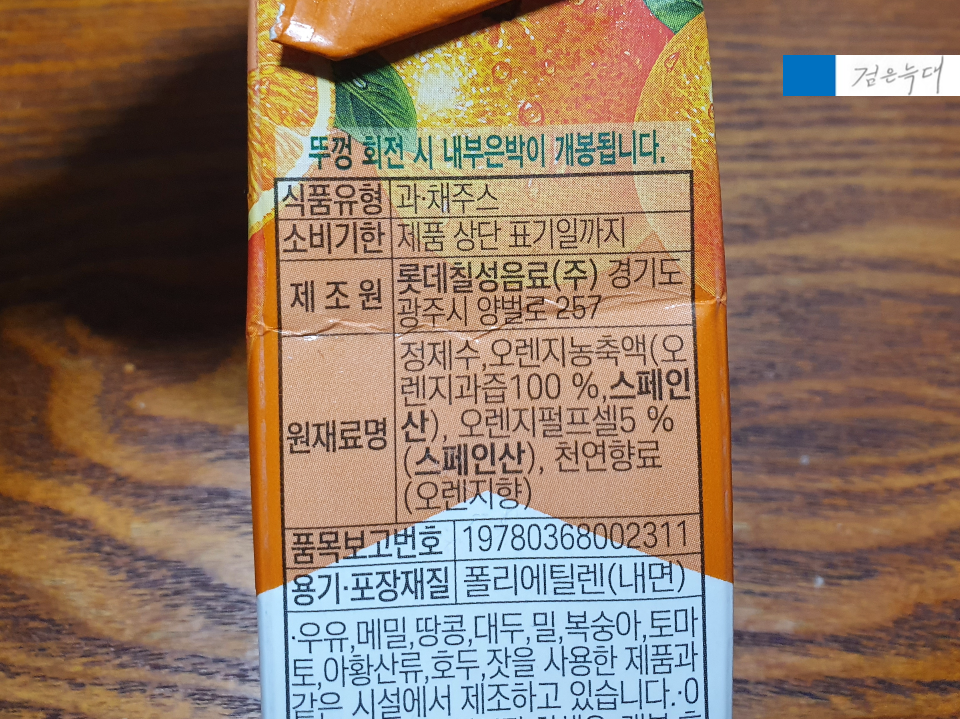 검은늑대
뚜껑 회전 시 내부은박이 개봉됩니다.
식품유형 과·채주스
소비기한 제품 상단 표기일까지
제조원 롯데칠성음료(주) 경기도
광주시 양벌로 257
원재료명 정제수,오렌지농축액(오
렌지과즙100 %,스페인
산), 오렌지펄프셀5 %
(스페인산), 천연향료
(오렌지향)
품목보고번호 19780368002311
용기·포장재질 폴리에틸렌(내면)
·우유,메밀,땅콩,대두,밀,복숭아,토마
토,아황산류,호두,잣을 사용한 제품과
같은 시설에서 제조하고 있습니다.·0